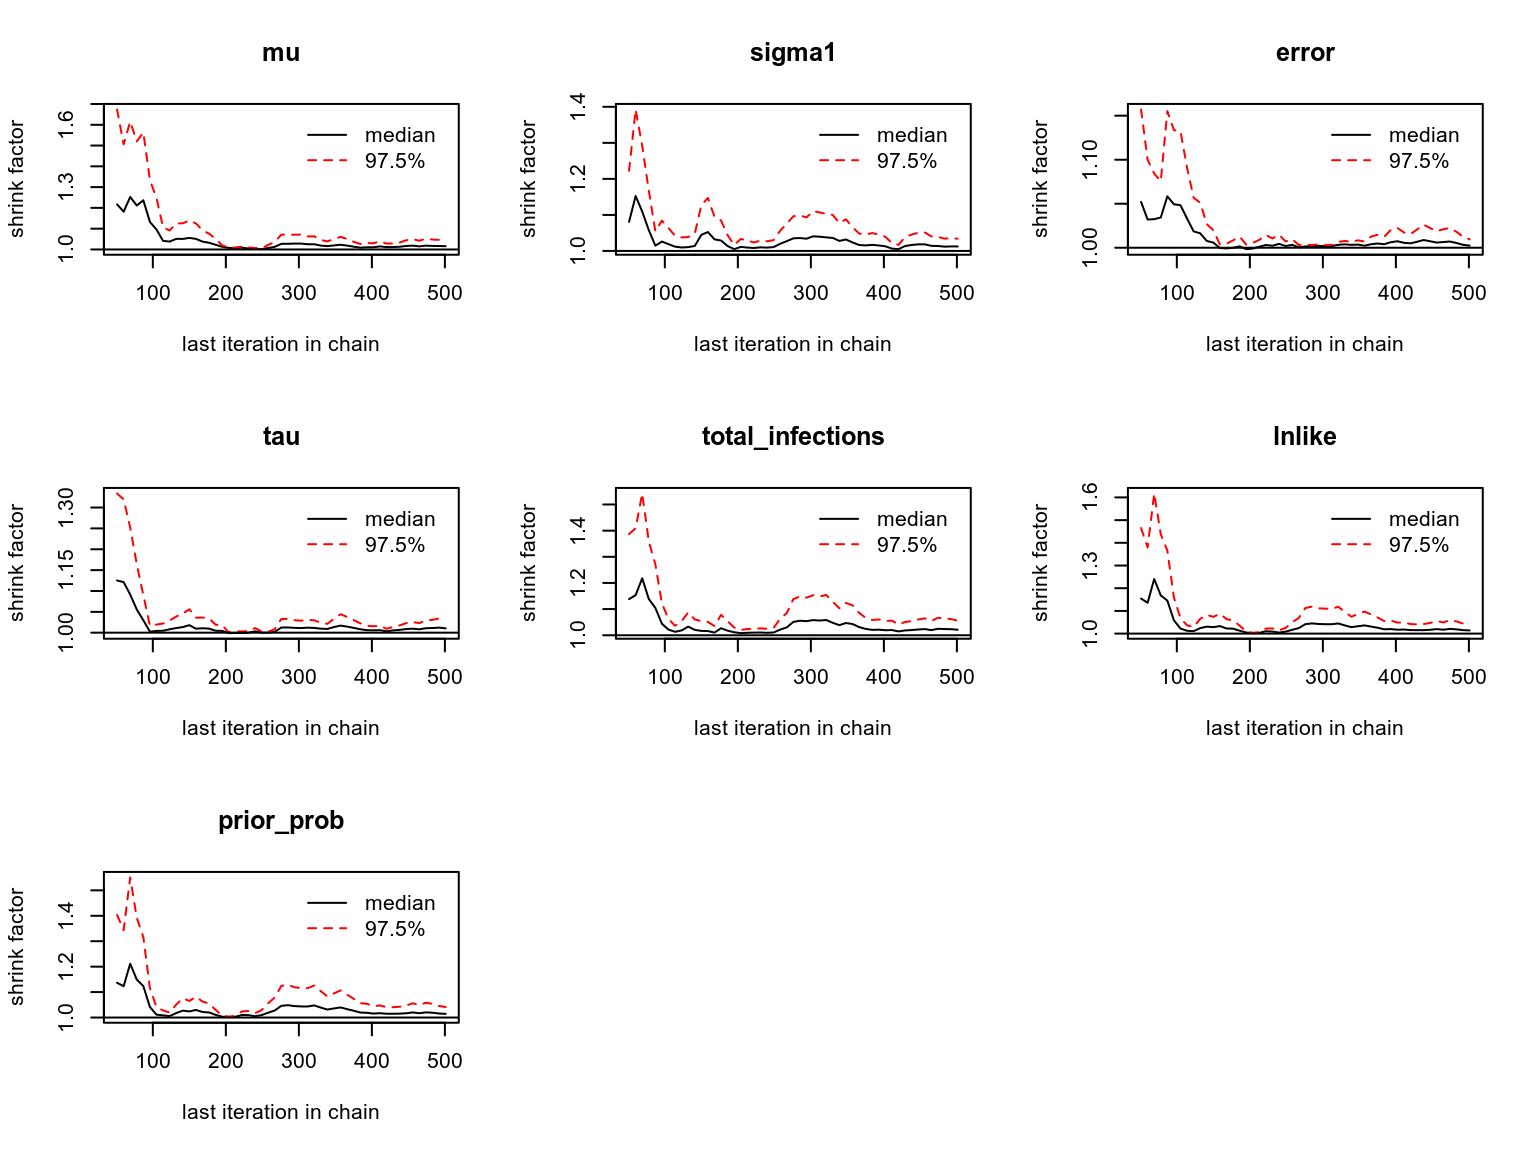 mu
shrink factor
1.0 1.3 1.6
median
97.5%
100 200 300 400 500
last iteration in chain
sigma1
shrink factor
1.0 1.2 1.4
median
97.5%
100 200 300 400 500
last iteration in chain
error
shrink factor
1.00 1.10
median
97.5%
100 200 300 400 500
last iteration in chain
tau
shrink factor
1.00 1.15 1.30
median
97.5%
100 200 300 400 500
last iteration in chain
total_infections
shrink factor
1.0 1.2 1.4
median
97.5%
100 200 300 400 500
last iteration in chain
lnlike
shrink factor
1.0 1.3 1.6
median
97.5%
100 200 300 400 500
last iteration in chain
prior_prob
shrink factor
1.0 1.2 1.4
median
97.5%
100 200 300 400 500
last iteration in chain